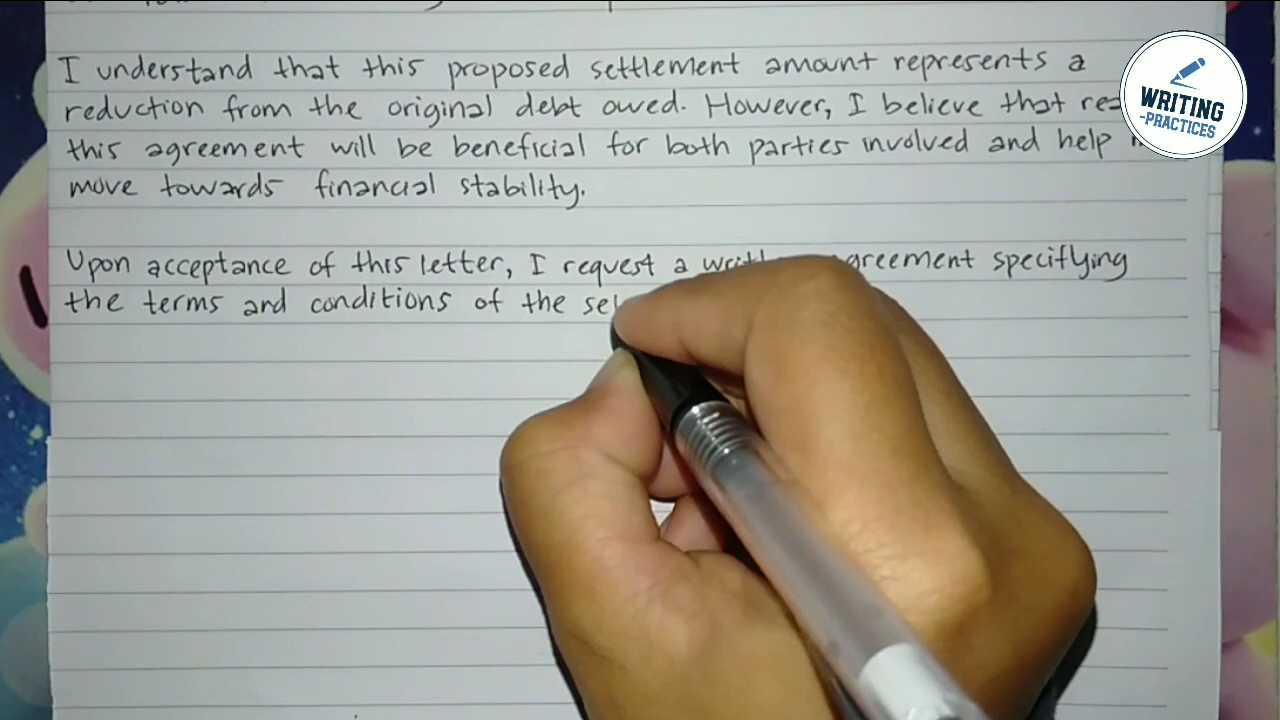 I understand that this proposed settlement amount represents a
reduction from the original debt owed. However, I believe that
this agreement will be beneficial for both parties involved and help
move towards financial stability.
Upon acceptance of this letter, I request a agreement speciflying
the terms and conditions of the
WRITING
-PRACTICES